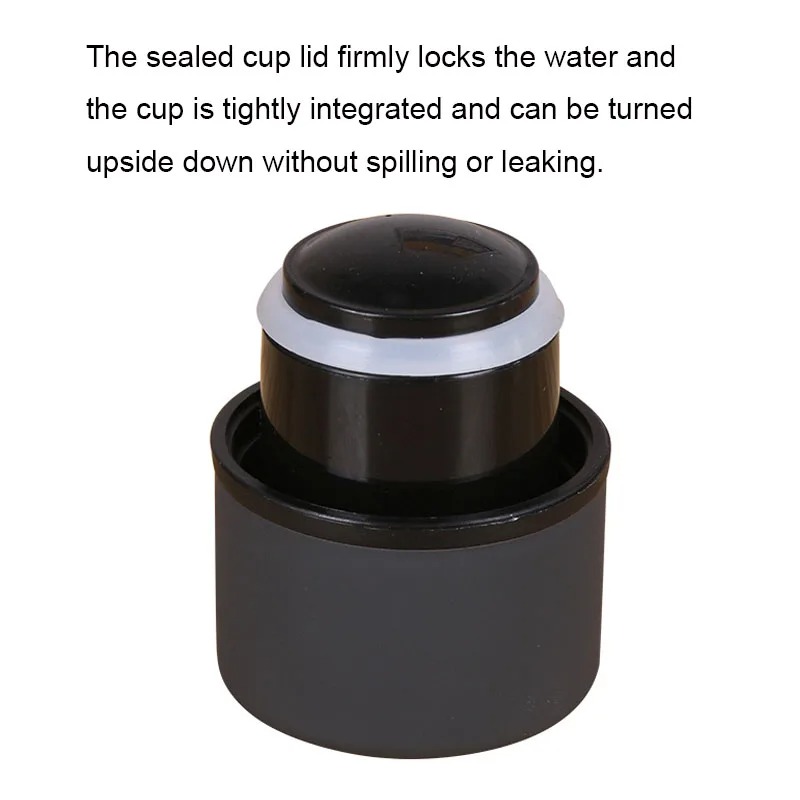 The sealed cup lid firmly locks the water and
the cup is tightly integrated and can be turned
upside down without spilling or leaking.